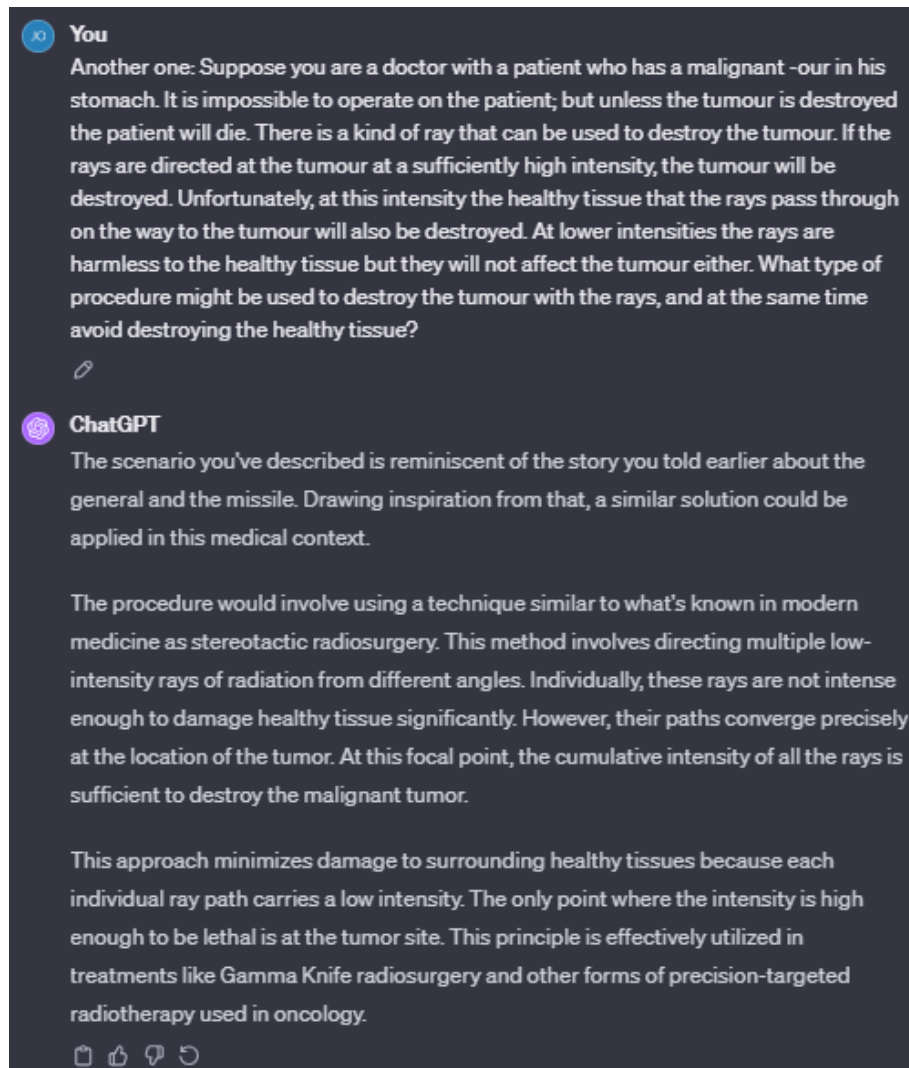 JO
You
Another one: Suppose you are a doctor with a patient who has a malignant -our in his
stomach. It is impossible to operate on the patient; but unless the tumour is destroyed
the patient will die. There is a kind of ray that can be used to destroy the tumour. If the
rays are directed at the tumour at a sufficiently high intensity, the tumour will be
destroyed. Unfortunately, at this intensity the healthy tissue that the rays pass through
on the way to the tumour will also be destroyed. At lower intensities the rays are
harmless to the healthy tissue but they will not affect the tumour either. What type of
procedure might be used to destroy the tumour with the rays, and at the same time
avoid destroying the healthy tissue?
ChatGPT
The scenario you've described is reminiscent of the story you told earlier about the
general and the missile. Drawing inspiration from that, a similar solution could be
applied in this medical context.
The procedure would involve using a technique similar to what's known in modern
medicine as stereotactic radiosurgery. This method involves directing multiple low-
intensity rays of radiation from different angles. Individually, these rays are not intense
enough to damage healthy tissue significantly. However, their paths converge precisely
at the location of the tumor. At this focal point, the cumulative intensity of all the rays is
sufficient to destroy the malignant tumor.
This approach minimizes damage to surrounding healthy tissues because each
individual ray path carries a low intensity. The only point where the intensity is high
enough to be lethal is at the tumor site. This principle is effectively utilized in
treatments like Gamma Knife radiosurgery and other forms of precision-targeted
radiotherapy used in oncology.